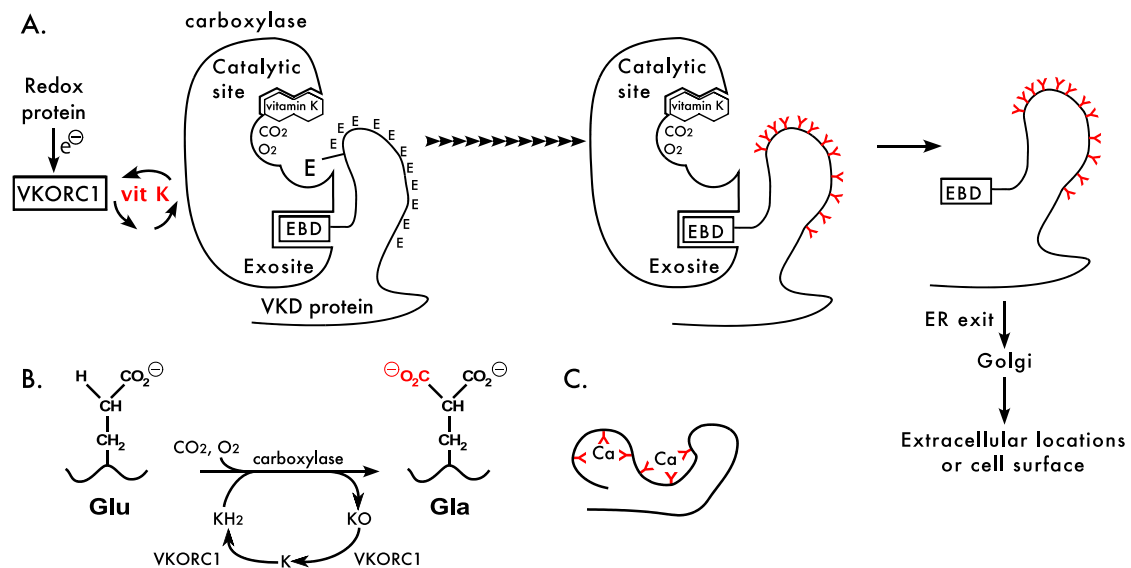 A.
carboxylase
Redox
protein
e⊖
VKORC1
vit K
Catalytic
site
vitamin K
CO2
O2
E
E
E
E
E
E
E
E
E
E
E
EBD
Exosite
VKD protein
Catalytic
site
vitamin K
CO2
O2
EBD
Exosite
EBD
ER exit
Golgi
Extracellular locations
or cell surface
B.
H
CO2⊖
CH
CH2
Glu
CO2, O2
carboxylase
KH2
KO
VKORC1
K
VKORC1
⊖O2C
CO2⊖
CH
CH2
Gla
C.
Ca
Ca